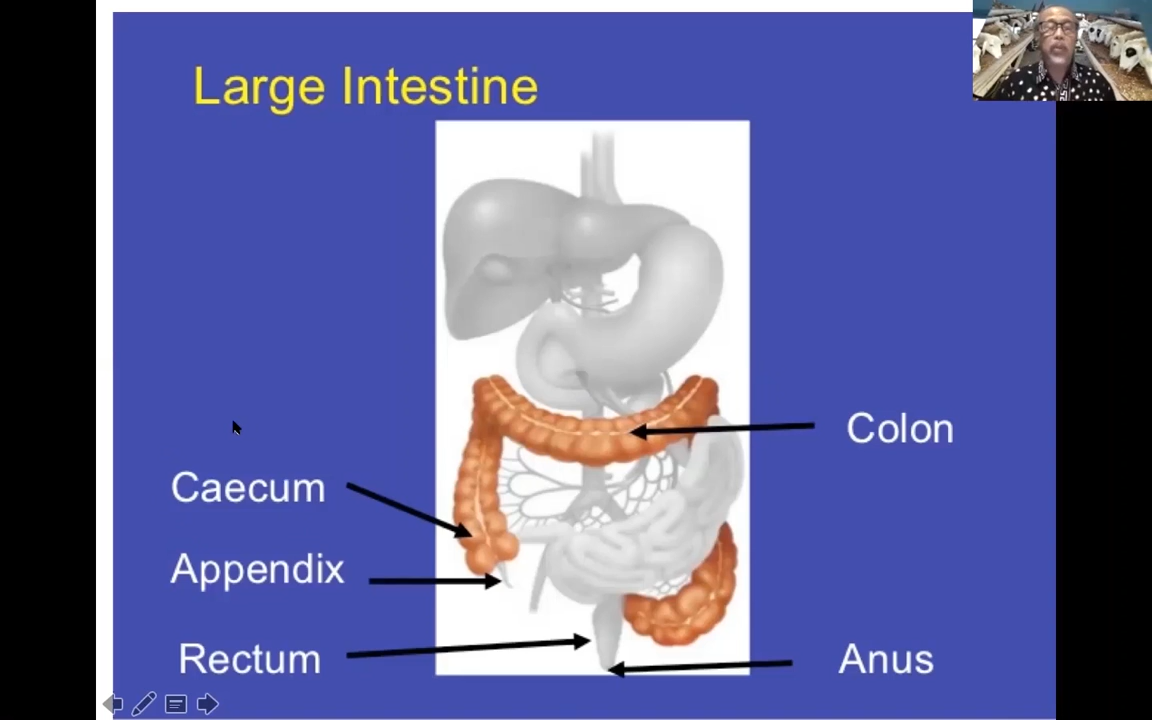 Large Intestine
Colon
Caecum
Appendix
Rectum
Anus